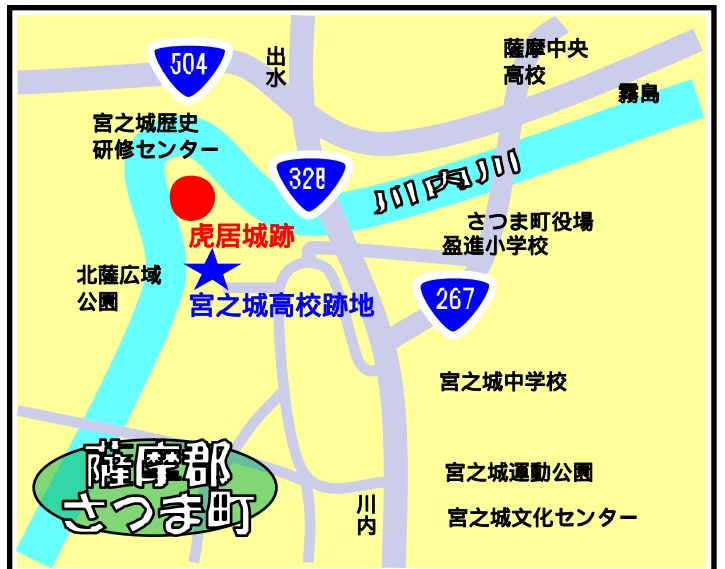 504
出水
薩摩中央
高校
霧島
宮之城歴史
研修センター
328
川内川
虎居城跡
さつま町役場
盈進小学校
北薩広域
公園
宮之城高校跡地
267
宮之城中学校
薩摩郡
さつま町
宮之城運動公園
川内
宮之城文化センター